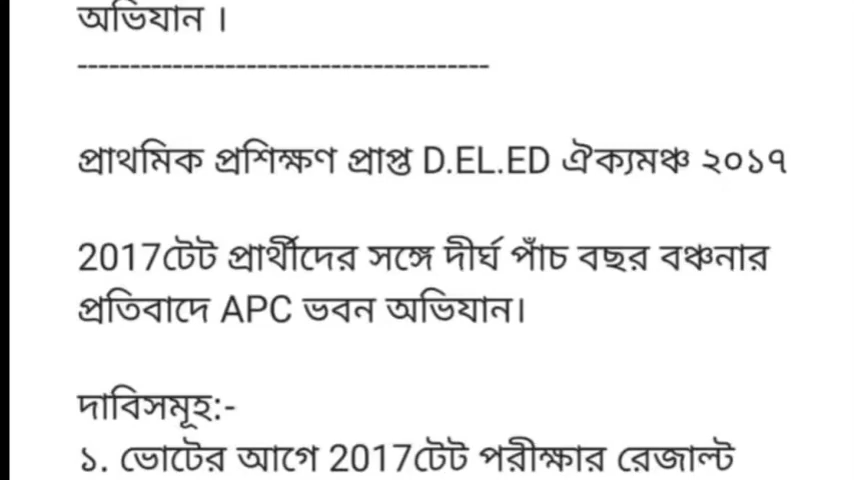 অভিযান ।
---------------------------------------
প্রাথমিক প্রশিক্ষণ প্রাপ্ত D.EL.ED ঐক্যমঞ্চ ২০১৭
2017টেট প্রার্থীদের সঙ্গে দীর্ঘ পাঁচ বছর বঞ্চনার
প্রতিবাদে APC ভবন অভিযান।
দাবিসমূহ:-
১. ভোটের আগে 2017টেট পরীক্ষার রেজাল্ট